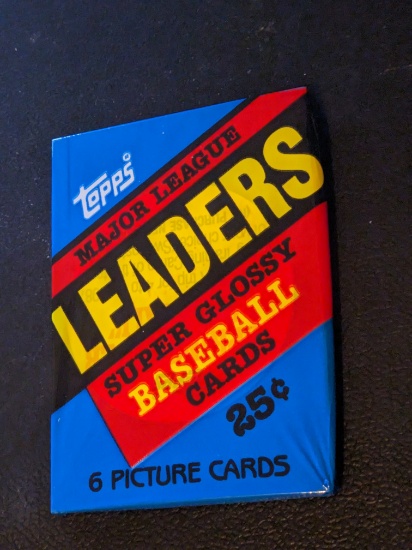 topps
MAJOR LEAGUE
LEADERS
SUPER GLOSSY
BASEBALL
CARDS
25¢
6 PICTURE CARDS